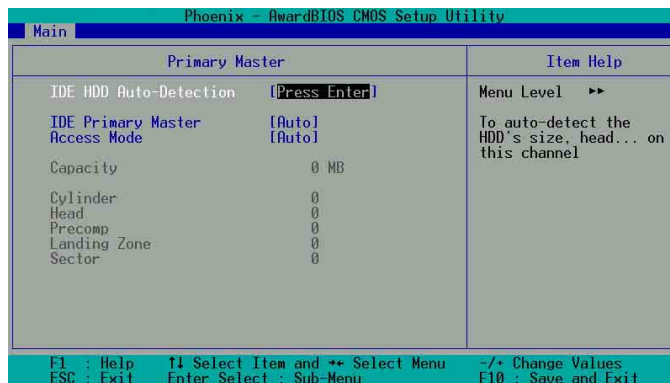 Phoenix - AwardBIOS CMOS Setup Utility
Main
Primary Master
Item Help
IDE HDD Auto-Detection [Press Enter]
Menu Level ▸▸
IDE Primary Master [Auto]
Access Mode [Auto]
To auto-detect the
HDD's size, head... on
this channel
Capacity 0 MB
Cylinder 0
Head 0
Precomp 0
Landing Zone 0
Sector 0
F1 : Help ↑↓ Select Item and ↔ Select Menu -/+ Change Values
ESC : Exit Enter Select : Sub-Menu F10 : Save and Exit